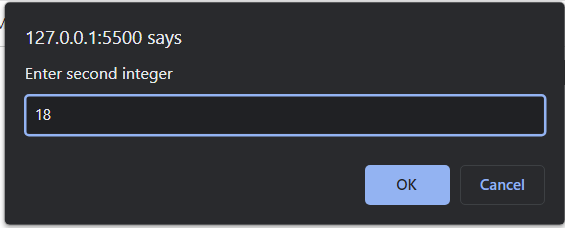 127.0.0.1:5500 says
Enter second integer
18
OK Cancel